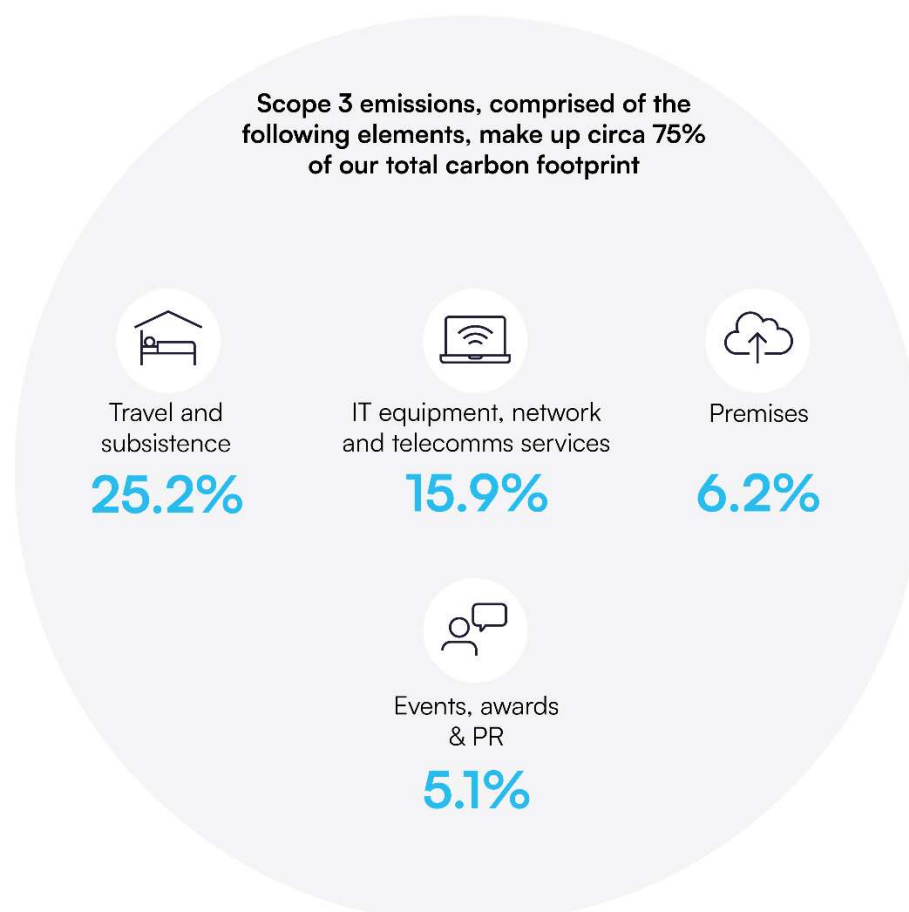 Scope 3 emissions, comprised of the
following elements, make up circa 75%
of our total carbon footprint
Travel and
subsistence
25.2%
IT equipment, network
and telecomms services
15.9%
Premises
6.2%
Events, awards
& PR
5.1%